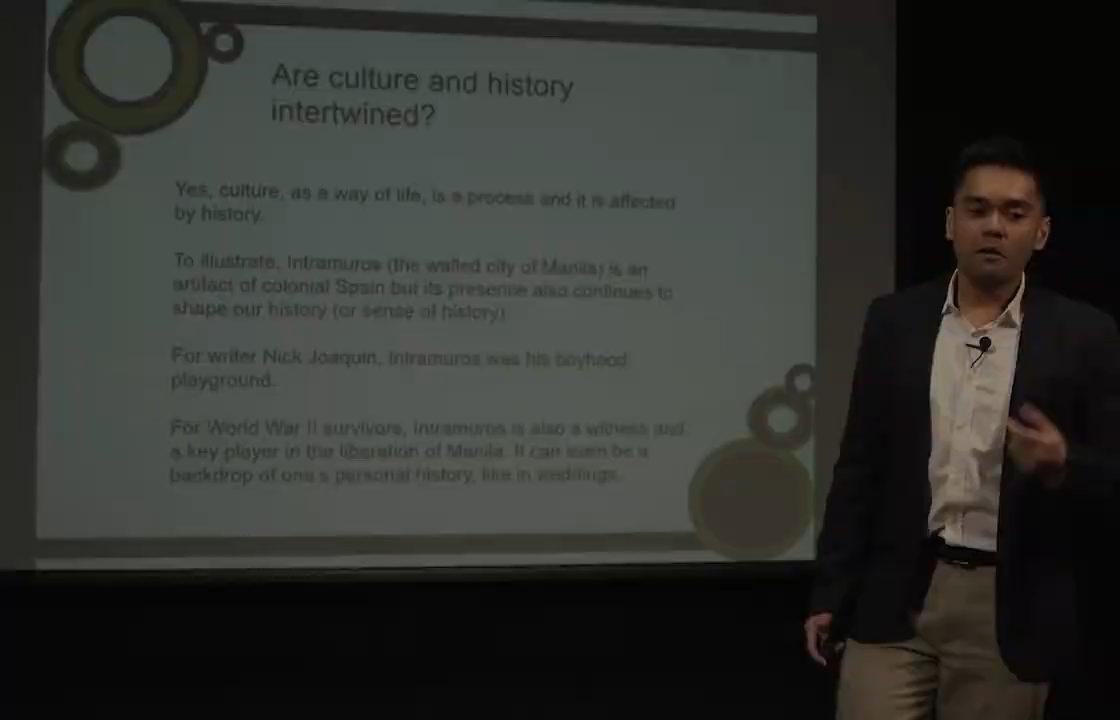 Are culture and history
intertwined?
Yes, culture, as a way of life, is a process and it is affected
by history.
To illustrate, Intramuros (the walled city of Manila) is an
artifact of colonial Spain but its presence also continues to
shape our history (or sense of history)
For writer Nick Joaquin, Intramuros was his boyhood
playground.
For World War II survivors, Intramuros is also a witness and
a key player in the liberation of Manila. It can even be a
backdrop of one's personal history, like in weddings.